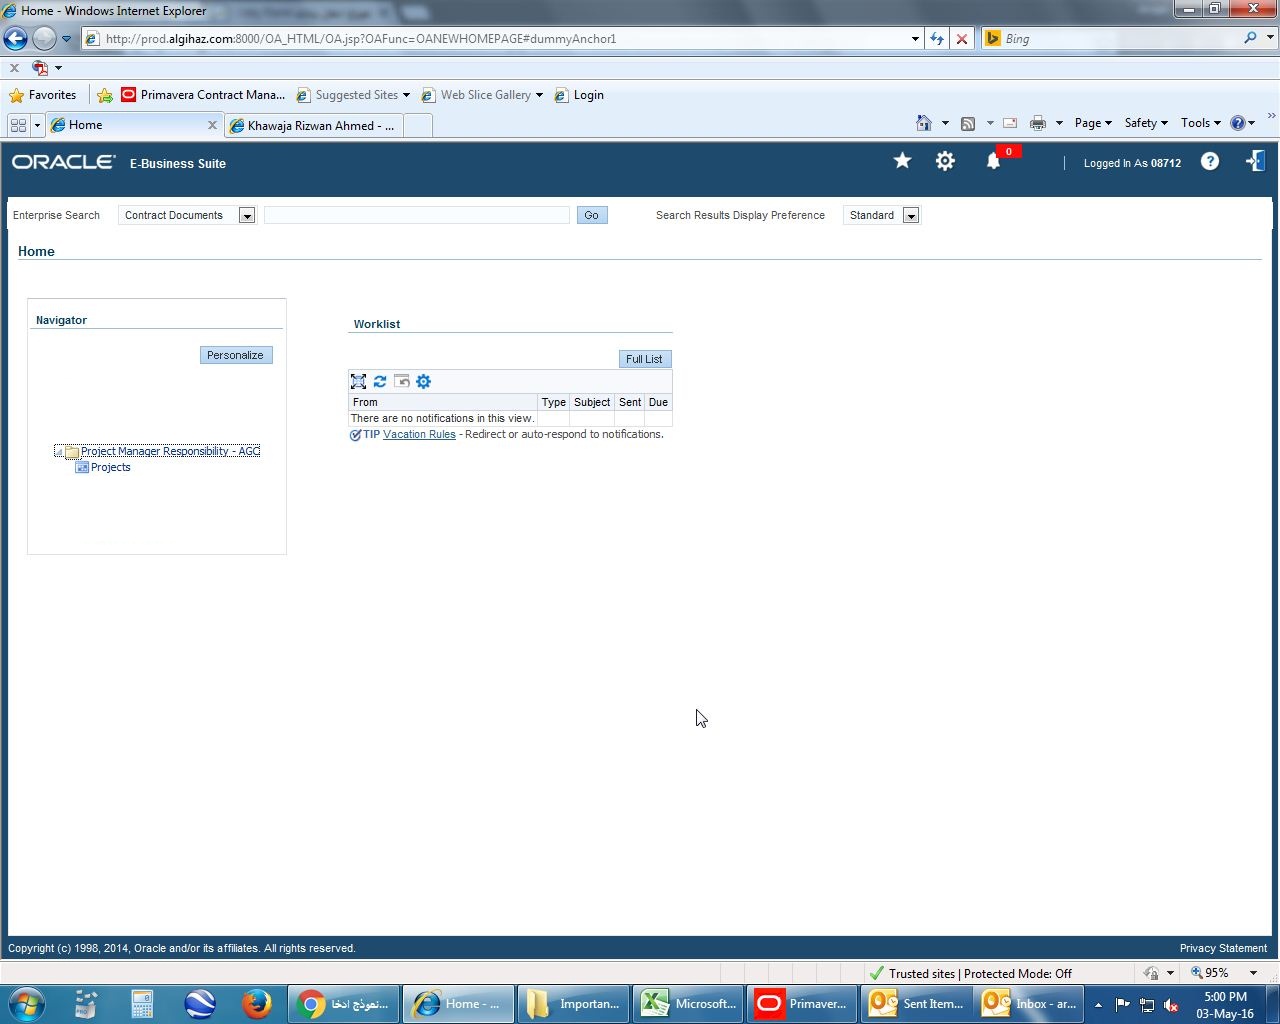 Home - Windows Internet Explorer
http://prod.algihaz.com:8000/OA_HTML/OA.jsp?OAFunc=OANEWHOMEPAGE#dummyAnchor1
Bing
Favorites Primavera Contract Mana... Suggested Sites Web Slice Gallery Login
Home Khawaja Rizwan Ahmed - ... Page Safety Tools
ORACLE E-Business Suite 0 Logged In As 08712
Enterprise Search Contract Documents Go Search Results Display Preference Standard
Home
Navigator
Personalize
Project Manager Responsibility - AGC
Projects
Worklist
Full List
From Type Subject Sent Due
There are no notifications in this view.
TIP Vacation Rules - Redirect or auto-respond to notifications.
Copyright (c) 1998, 2014, Oracle and/or its affiliates. All rights reserved. Privacy Statement
Trusted sites | Protected Mode: Off 95%
نموذج ادخا... Home - ... Importan... Microsoft... Primaver... Sent Item... Inbox - ar... 5:00 PM
03-May-16